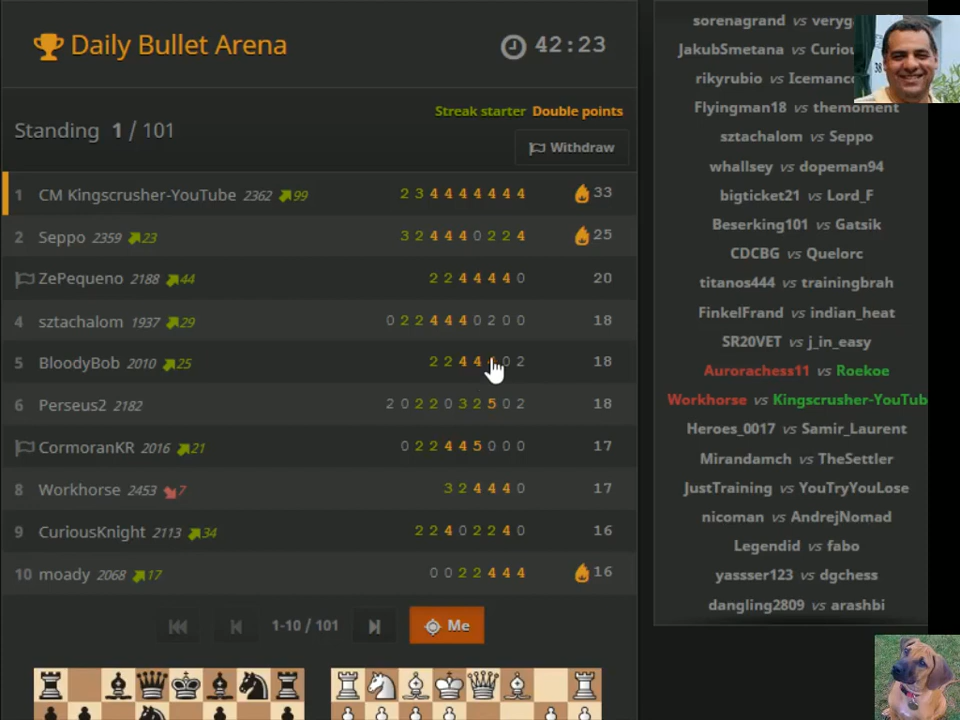 Daily Bullet Arena
42:23
Streak starter Double points
Standing 1 / 101
Withdraw
1 CM Kingscrusher-YouTube 2362 99 2 3 4 4 4 4 4 4 4 33
2 Seppo 2359 23 3 2 4 4 4 0 2 2 4 25
ZePequeno 2188 44 2 2 4 4 4 4 0 20
4 sztachalom 1937 29 0 2 2 4 4 4 0 2 0 0 18
5 BloodyBob 2010 25 2 2 4 4 0 2 18
6 Perseus2 2182 2 0 2 2 0 3 2 5 0 2 18
CormoranKR 2016 21 0 2 2 4 4 5 0 0 0 17
8 Workhorse 2453 7 3 2 4 4 4 0 17
9 CuriousKnight 2113 34 2 2 4 0 2 2 4 0 16
10 moady 2068 17 0 0 2 2 4 4 4 16
1-10 / 101
Me
sorenagrand vs veryg
JakubSmetana vs Curiou
rikyrubio vs Icemanc
Flyingman18 vs themoment
sztachalom vs Seppo
whallsey vs dopeman94
bigticket21 vs Lord_F
Beserking101 vs Gatsik
CDCBG vs Quelorc
titanos444 vs trainingbrah
FinkelFrand vs indian_heat
SR20VET vs j_in_easy
Aurorachess11 vs Roekoe
Workhorse vs Kingscrusher-YouTub
Heroes_0017 vs Samir_Laurent
Mirandamch vs TheSettler
JustTraining vs YouTryYouLose
nicoman vs AndrejNomad
Legendid vs fabo
yassser123 vs dgchess
dangling2809 vs arashbi